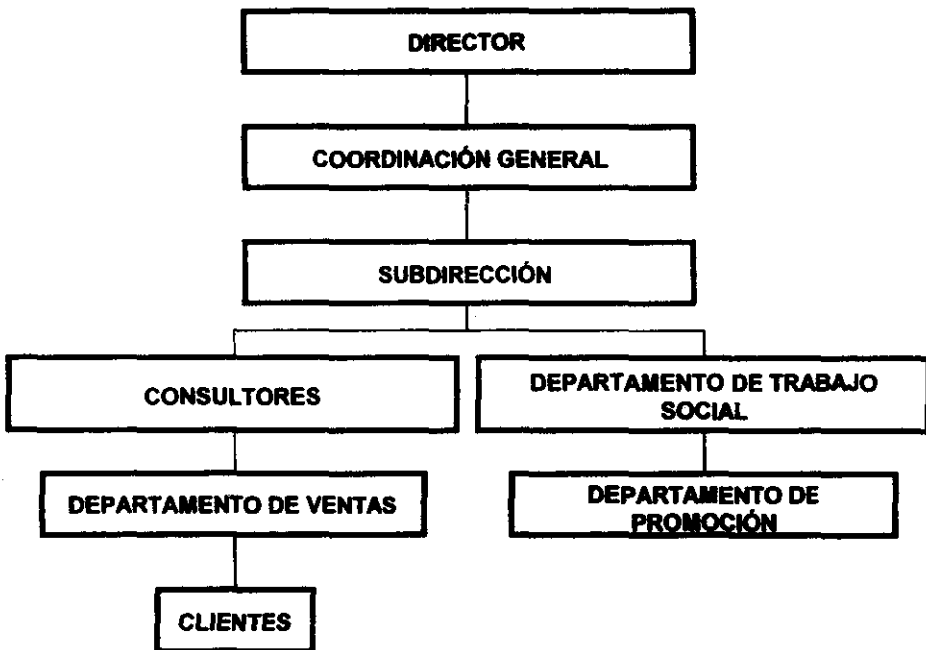 DIRECTOR
COORDINACIÓN GENERAL
SUBDIRECCIÓN
CONSULTORES
DEPARTAMENTO DE TRABAJO
SOCIAL
DEPARTAMENTO DE VENTAS
DEPARTAMENTO DE
PROMOCIÓN
CLIENTES